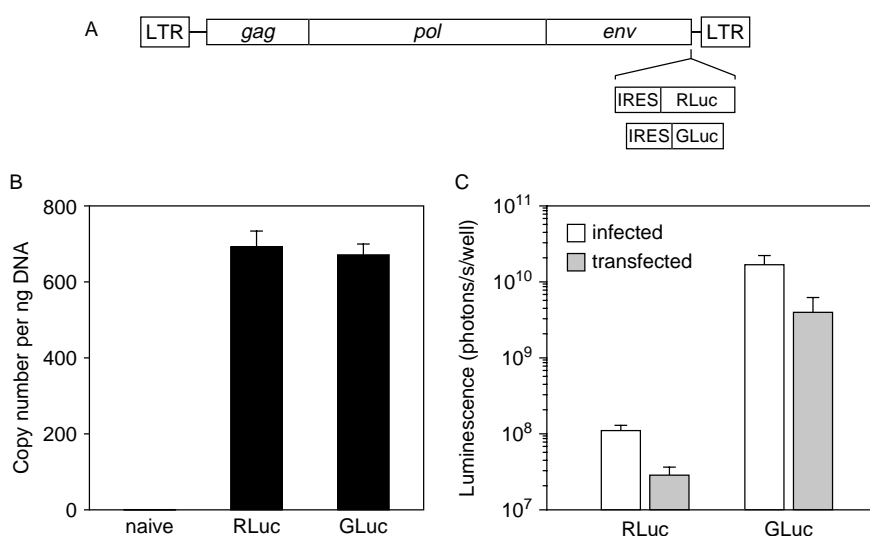 A
LTR gag pol env LTR
IRES RLuc
IRES GLuc
B
Copy number per ng DNA
800
600
400
200
0
naive RLuc GLuc
C
Luminescence (photons/s/well)
10^11
10^10
10^9
10^8
10^7
infected
transfected
RLuc GLuc